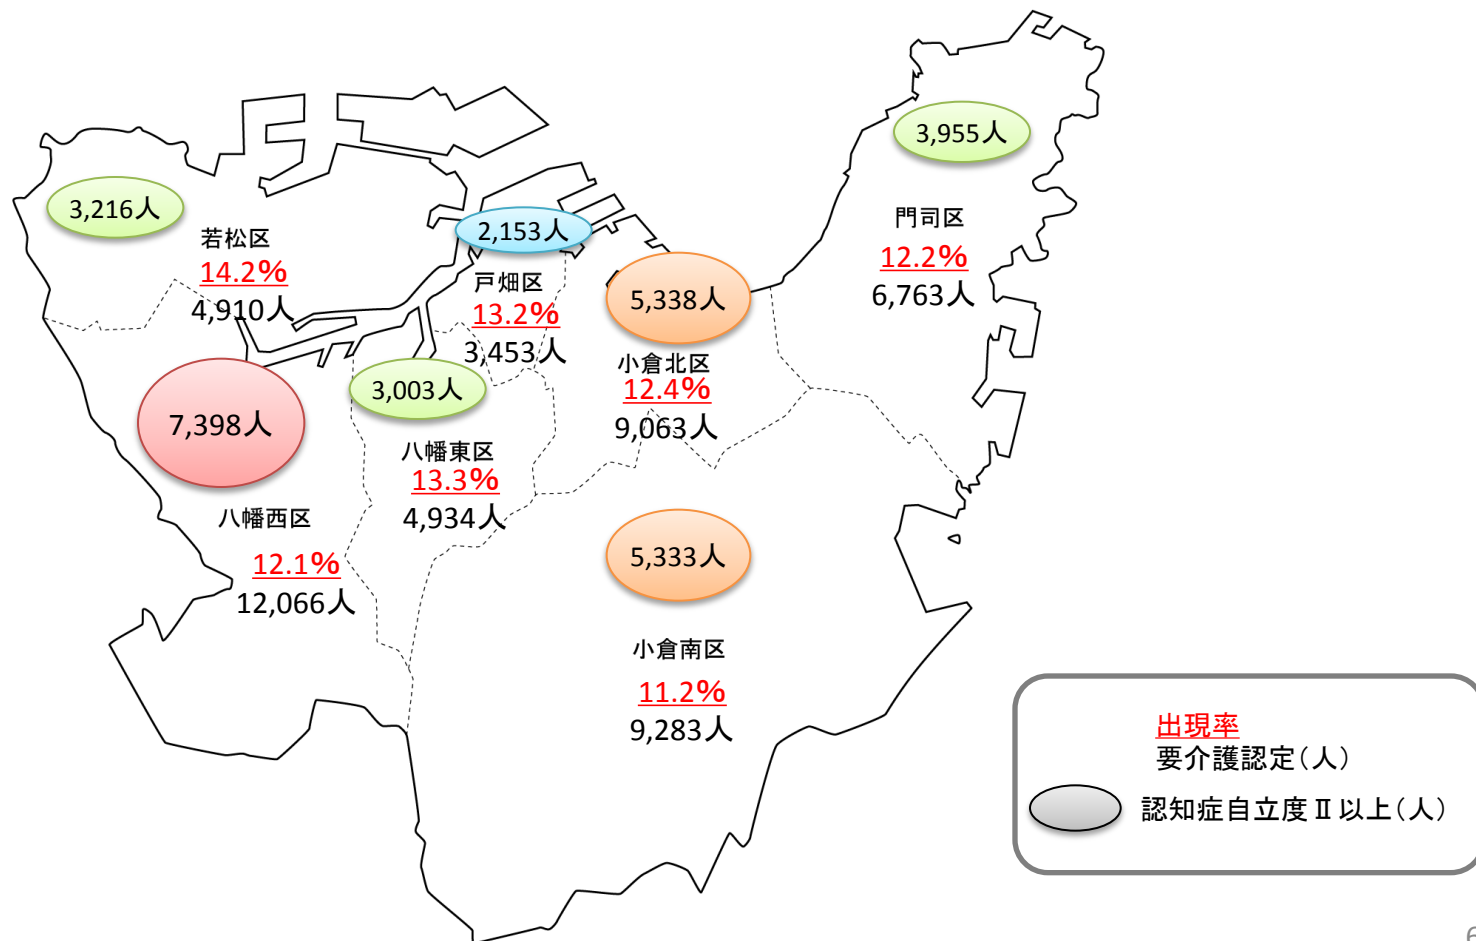 3,955人
門司区
12.2%
6,763人
3,216人
若松区
14.2%
4,910人
2,153人
戸畑区
13.2%
3,453人
5,338人
小倉北区
12.4%
9,063人
7,398人
八幡西区
12.1%
12,066人
3,003人
八幡東区
13.3%
4,934人
5,333人
小倉南区
11.2%
9,283人
出現率
要介護認定(人)
認知症自立度Ⅱ以上(人)